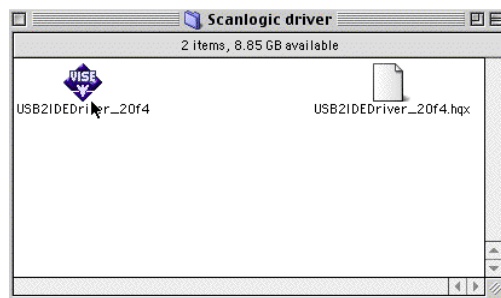 Scanlogic driver
2 items, 8.85 GB available
VISE
USB2IDEDriver_20f4
USB2IDEDriver_20f4.hqx